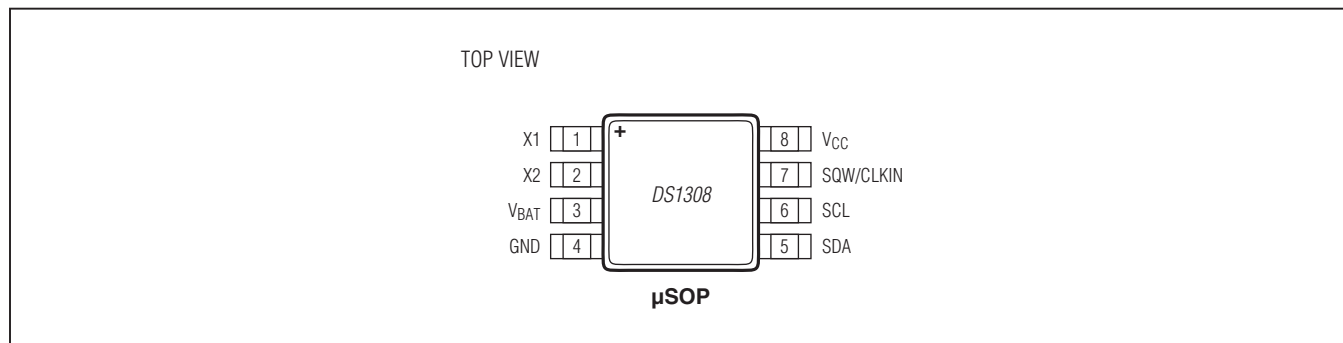 TOP VIEW
X1 1 + 8 VCC
X2 2 7 SQW/CLKIN
DS1308
VBAT 3 6 SCL
GND 4 5 SDA
µSOP